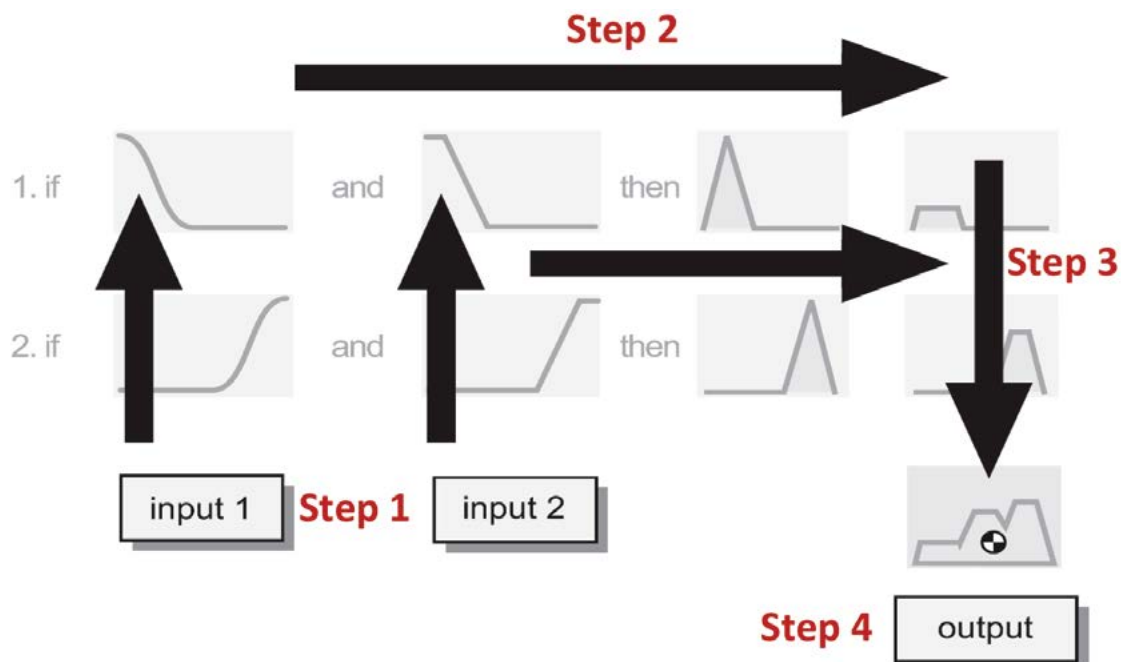 Step 2
1. if and then
Step 3
2. if and then
input 1 Step 1 input 2
Step 4 output